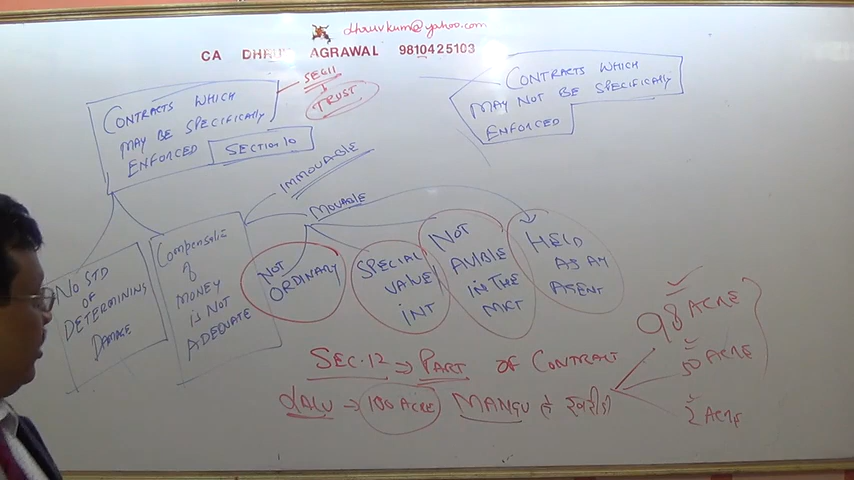 dhruvkum@yahoo.com
CA DHRUV AGRAWAL 9810425103
SEC 11
TRUST
CONTRACTS WHICH
MAY BE SPECIFICALLY
ENFORCED
SECTION 10
CONTRACTS WHICH
MAY NOT BE SPECIFICALLY
ENFORCED
IMMOVABLE
MOVABLE
NO STD
OF
DETERMINING
DAMAGE
MONEY
IS NOT
ADEQUATE
NOT
ORDINARY
SPECIAL
VALUE/
INT
NOT
IN THE
MKT
HELD
AS AN
AGENT
SEC.12 ⇒ PART OF CONTRACT
LALU → 100 ACRE MANGU से खरीदी
98 ACRE
50 ACRE
2 ACRE